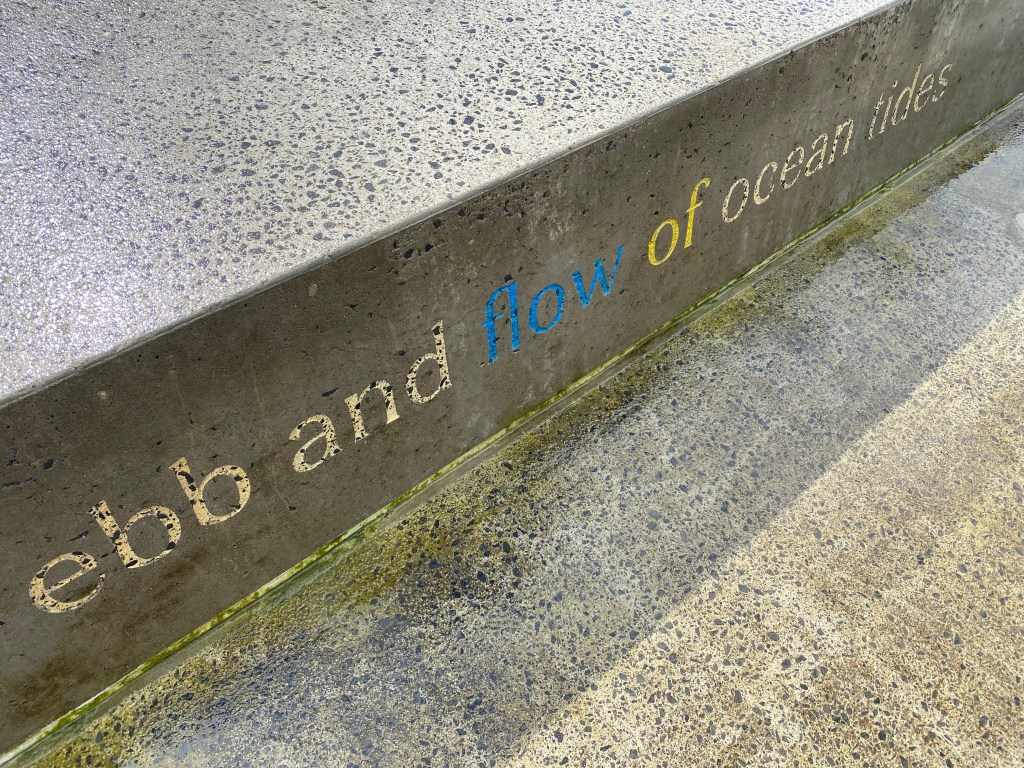 ebb and flow of ocean tides